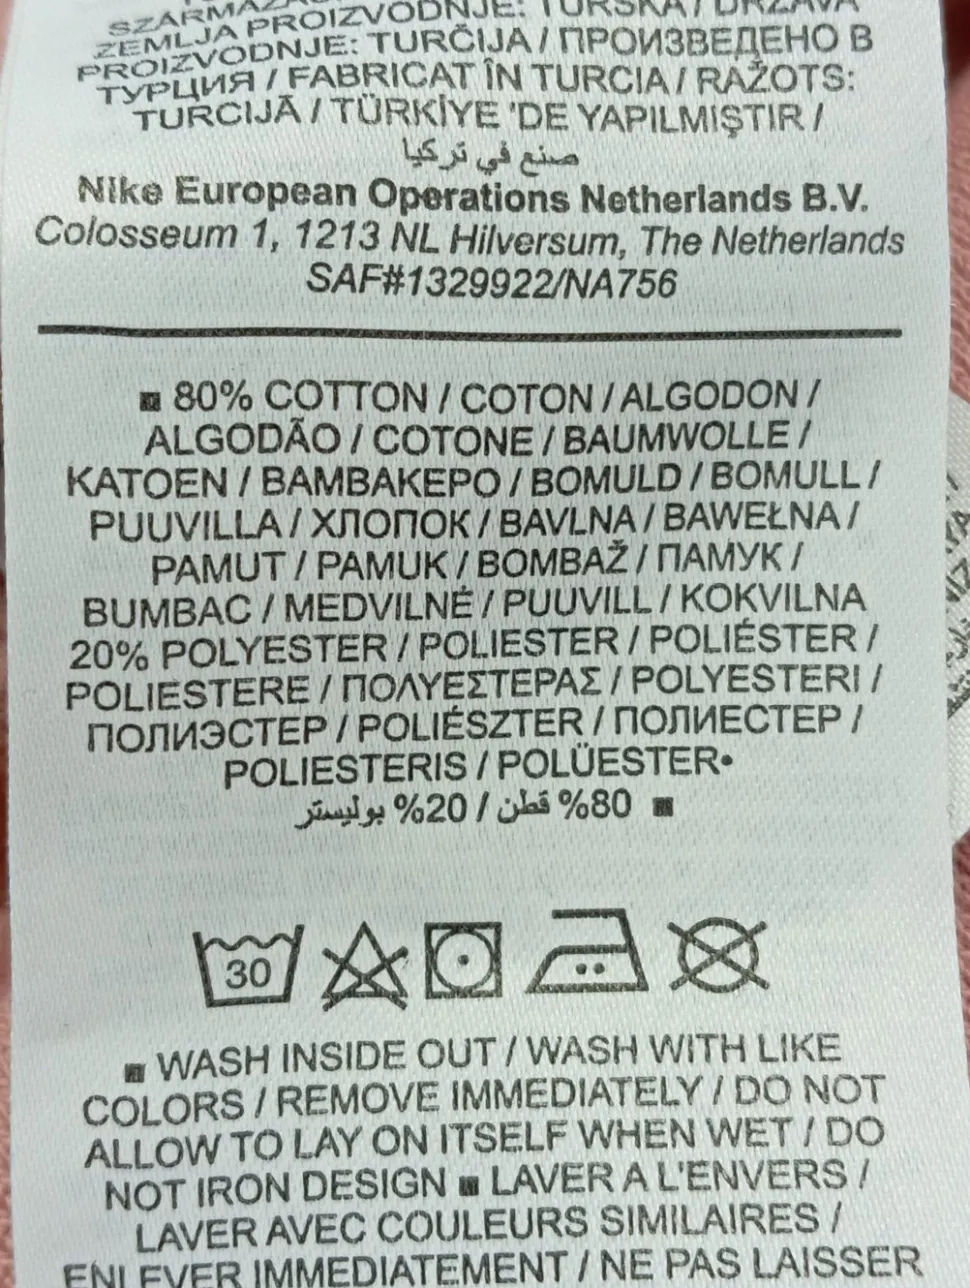 SZÁRMAZÁS
ZEMLJA PROIZVODNJE: TURSKA / DRŽAVA
PROIZVODNJE: TURČIJA / ПРОИЗВЕДЕНО В
ТУРЦИЯ / FABRICAT ÎN TURCIA / RAŽOTS:
TURCIJĀ / TÜRKİYE 'DE YAPILMIŞTIR /
صنع في تركيا
Nike European Operations Netherlands B.V.
Colosseum 1, 1213 NL Hilversum, The Netherlands
SAF#1329922/NA756
■ 80% COTTON / COTON / ALGODON /
ALGODÃO / COTONE / BAUMWOLLE /
KATOEN / ΒΑΜΒΑΚΕΡΟ / BOMULD / BOMULL /
PUUVILLA / ХЛОПОК / BAVLNA / BAWEŁNA /
PAMUT / PAMUK / BOMBAŽ / ПАМУК /
BUMBAC / MEDVILNĖ / PUUVILL / KOKVILNA
20% POLYESTER / POLIESTER / POLIÉSTER /
POLIESTERE / ΠΟΛΥΕΣΤΕΡΑΣ / POLYESTERI /
ПОЛИЭСТЕР / POLIÉSZTER / ПОЛИЕСТЕР /
POLIESTERIS / POLÜESTER•
■ 80% قطن / 20% بوليستر
30
■ WASH INSIDE OUT / WASH WITH LIKE
COLORS / REMOVE IMMEDIATELY / DO NOT
ALLOW TO LAY ON ITSELF WHEN WET / DO
NOT IRON DESIGN ■ LAVER A L'ENVERS /
LAVER AVEC COULEURS SIMILAIRES /
ENLEVER IMMEDIATEMENT / NE PAS LAISSER